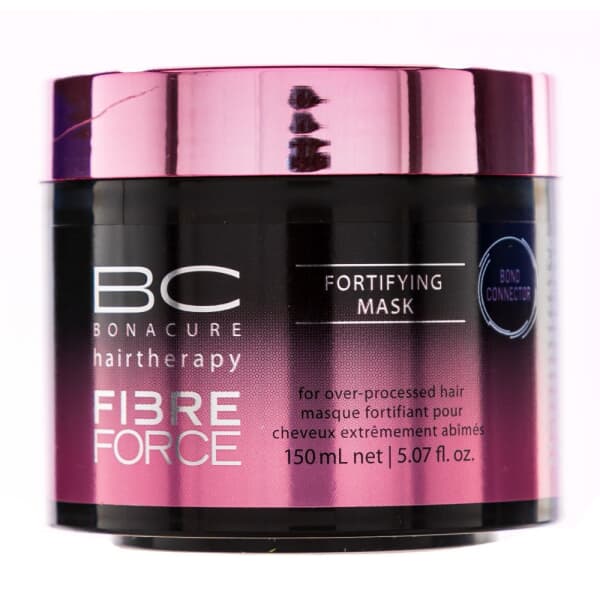 BC
BONACURE
hairtherapy
FIBRE
FORCE
FORTIFYING
MASK
for over-processed hair
masque fortifiant pour
cheveux extrêmement abîmés
150 mL net | 5.07 fl. oz.
BOND
CONNECTOR